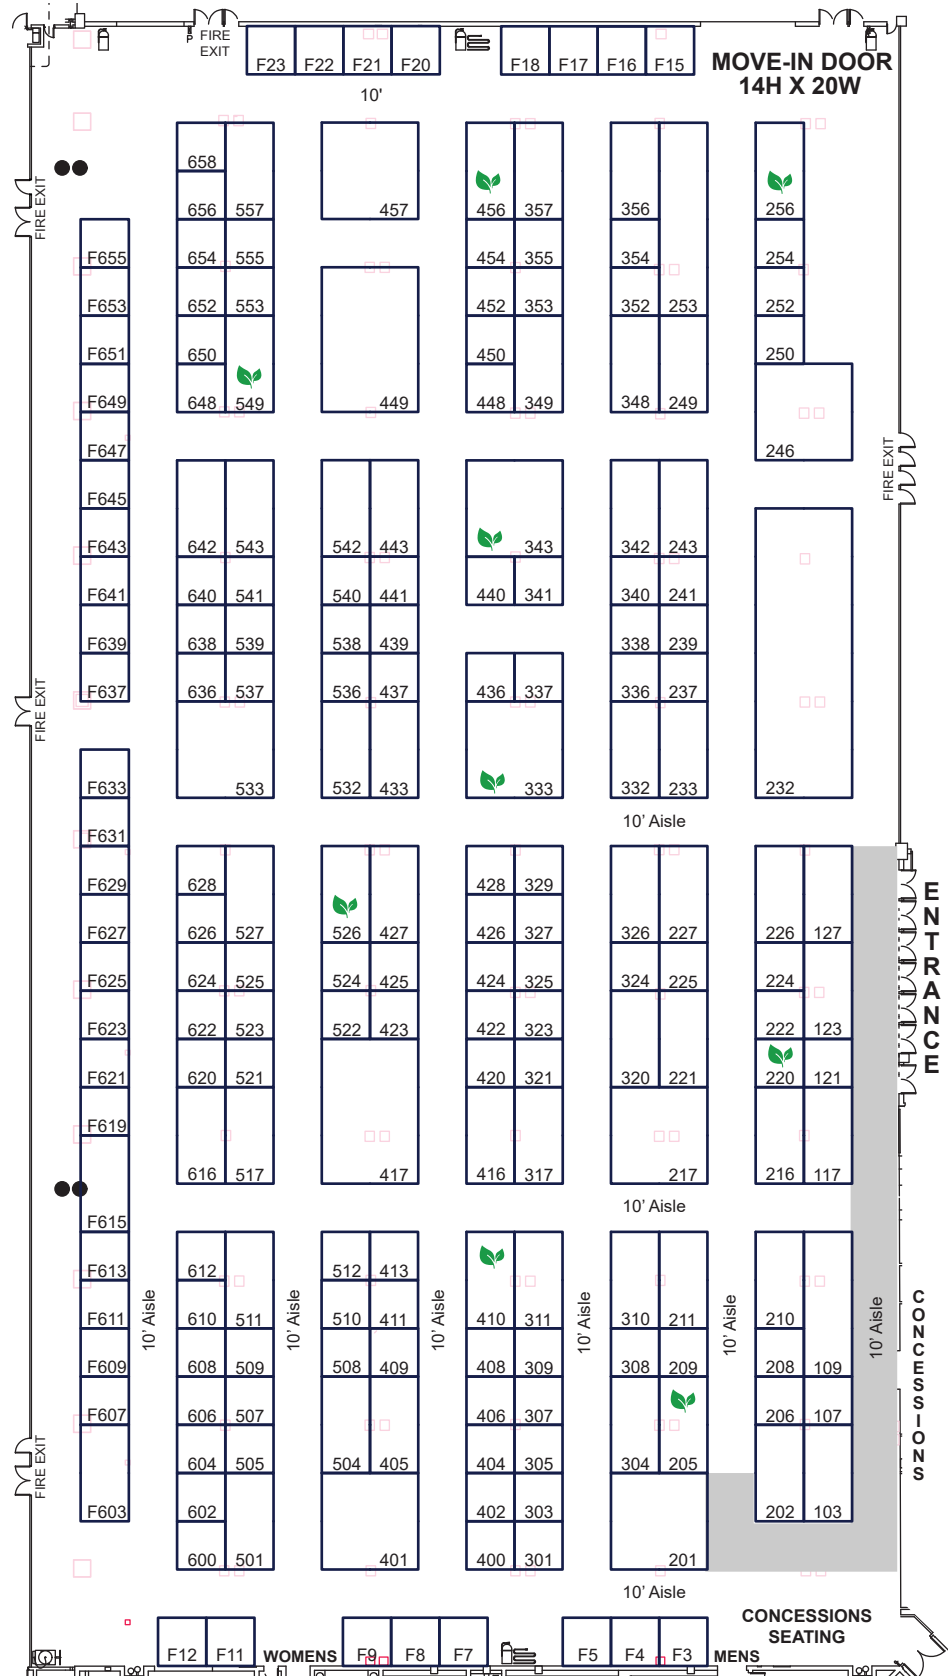 FIRE
EXIT
F23 F22 F21 F20
F18 F17 F16 F15
MOVE-IN DOOR
14H X 20W
10'
658
656 557
457
456 357
356
256
FIRE EXIT
F655
654 555
454 355
354
254
F653
652 553
452 353
352 253
252
F651
650
450
250
F649
648 549
449
448 349
348 249
F647
246
FIRE EXIT
F645
F643
642 543
542 443
343
342 243
F641
640 541
540 441
440 341
340 241
F639
638 539
538 439
338 239
F637
636 537
536 437
436 337
336 237
FIRE EXIT
F633
533
532 433
333
332 233
232
10' Aisle
F631
F629
628
428 329
ENTRANCE
F627
626 527
526 427
426 327
326 227
226 127
F625
624 525
524 425
424 325
324 225
224
F623
622 523
522 423
422 323
222 123
F621
620 521
420 321
320 221
220 121
F619
616 517
417
416 317
217
216 117
10' Aisle
F615
F613
612
512 413
F611
610 511
510 411
410 311
310 211
210
10' Aisle
10' Aisle
10' Aisle
10' Aisle
10' Aisle
10' Aisle
CONCESSIONS
F609
608 509
508 409
408 309
308 209
208 109
F607
606 507
406 307
206 107
604 505
504 405
404 305
304 205
FIRE EXIT
F603
602
402 303
202 103
600 501
401
400 301
201
10' Aisle
CONCESSIONS
SEATING
F12 F11
WOMENS
F9 F8 F7
F5 F4 F3
MENS
P